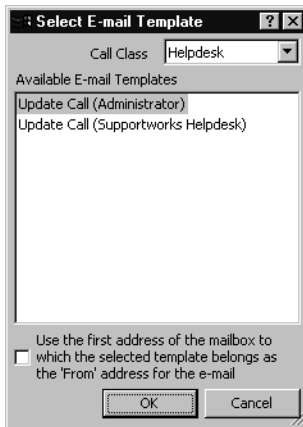 Select E-mail Template
Call Class Helpdesk
Available E-mail Templates
Update Call (Administrator)
Update Call (Supportworks Helpdesk)
Use the first address of the mailbox to
which the selected template belongs as
the 'From' address for the e-mail
OK Cancel